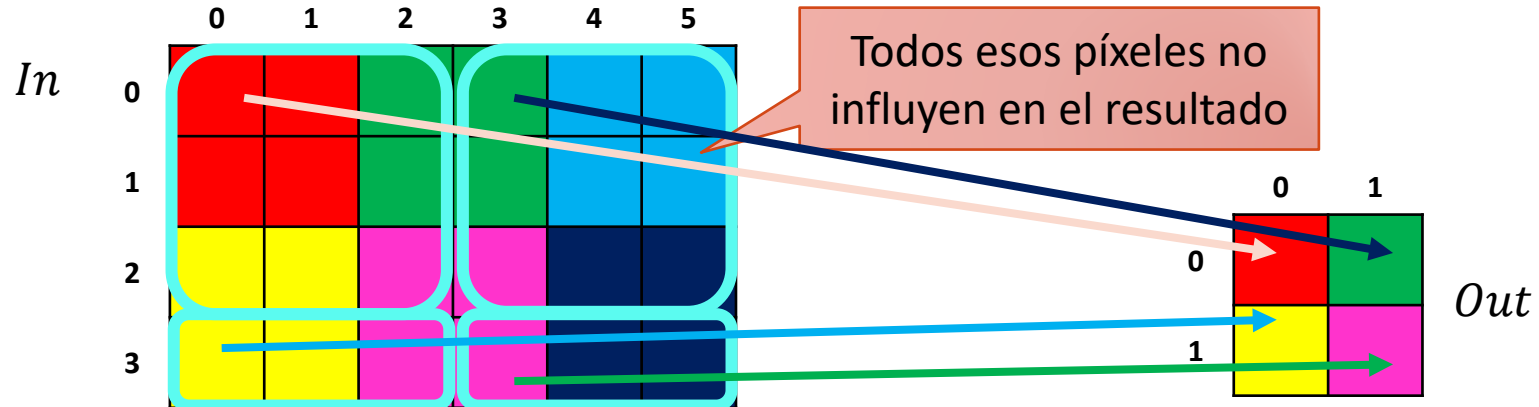 0 1 2 3 4 5
In
0
1
2
3
Todos esos píxeles no
influyen en el resultado
0 1
0
1
Out